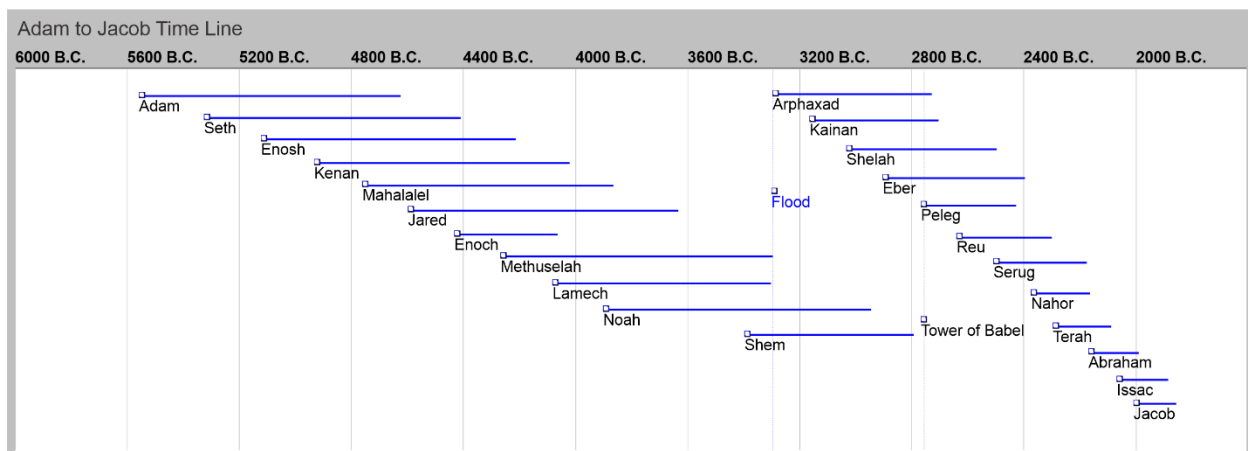 Adam to Jacob Time Line
6000 B.C. 5600 B.C. 5200 B.C. 4800 B.C. 4400 B.C. 4000 B.C. 3600 B.C. 3200 B.C. 2800 B.C. 2400 B.C. 2000 B.C.
Adam
Seth
Enosh
Kenan
Mahalalel
Jared
Enoch
Methuselah
Lamech
Noah
Shem
Flood
Arphaxad
Kainan
Shelah
Eber
Peleg
Reu
Serug
Nahor
Tower of Babel
Terah
Abraham
Issac
Jacob